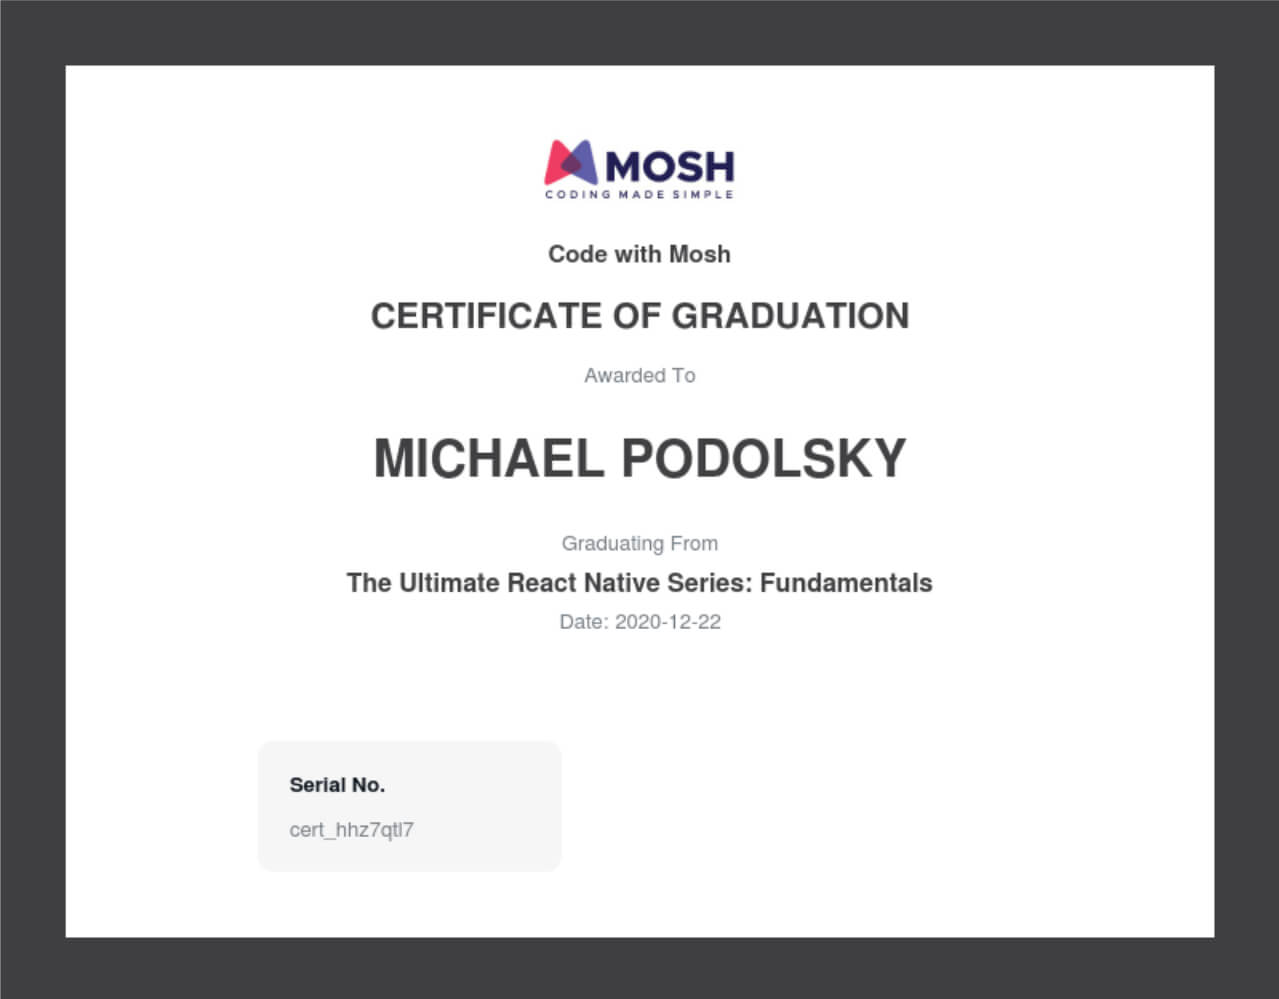 MOSH
CODING MADE SIMPLE
Code with Mosh
CERTIFICATE OF GRADUATION
Awarded To
MICHAEL PODOLSKY
Graduating From
The Ultimate React Native Series: Fundamentals
Date: 2020-12-22
Serial No.
cert_hhz7qtl7